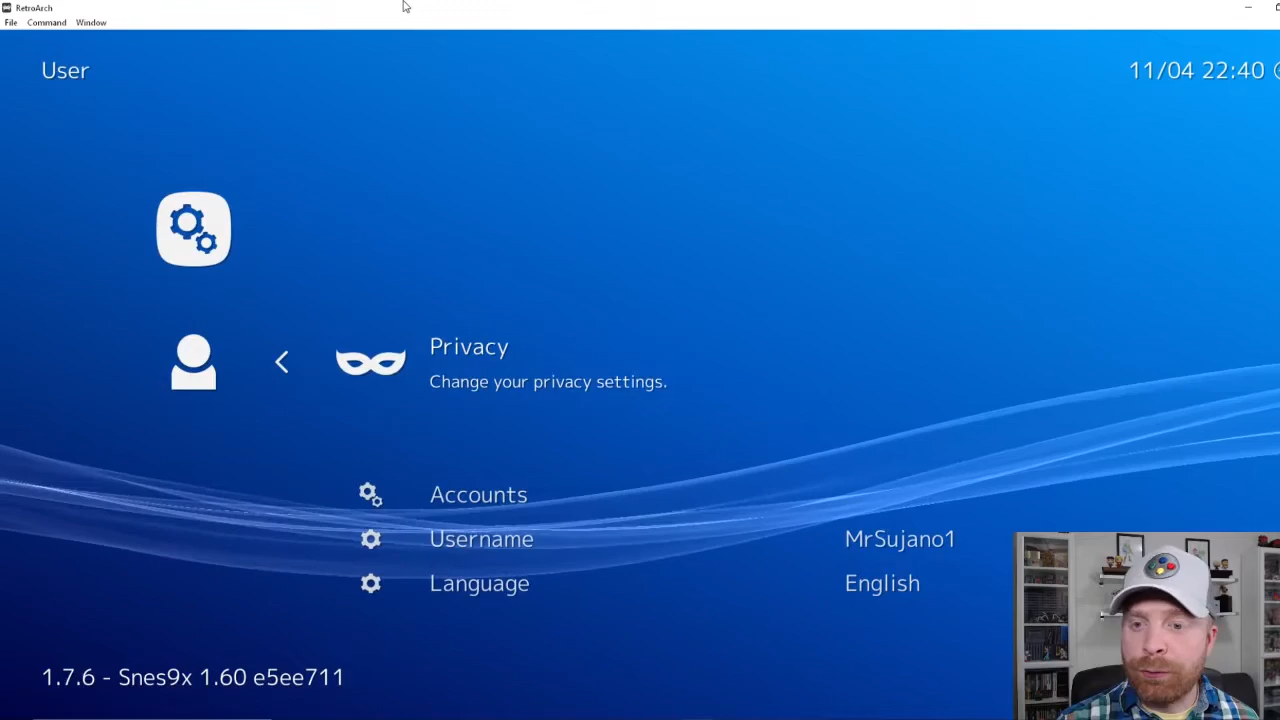 RetroArch
File Command Window
User
11/04 22:40
Privacy
Change your privacy settings.
Accounts
Username MrSujano1
Language English
1.7.6 - Snes9x 1.60 e5ee711